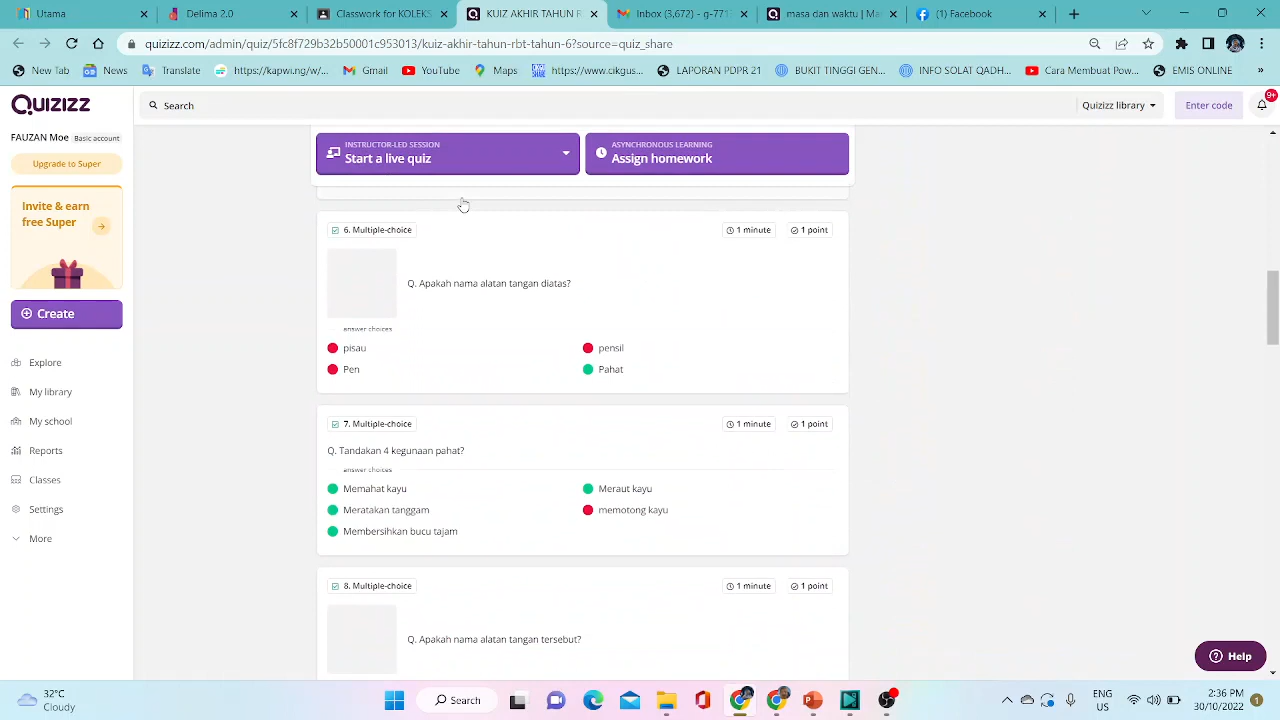 Utama
Delima 2.0
Classwork for KOLEKS
KUIZ AKHIR TAHUN R
Inbox (3,672) - g-771
masa dan waktu | Ma
Facebook
quizizz.com/admin/quiz/5fc8f729b32b50001c953013/kuiz-akhir-tahun-rbt-tahun-6?source=quiz_share
New Tab
News
Translate
https://kapwi.ng/w...
Gmail
YouTube
Maps
https://www.cikgus...
LAPORAN PDPR 21
BUKIT TINGGI GEN...
INFO SOLAT QADH...
Cara Membuat Pow...
EMIS ONLINE
»
QUIZIZZ
Search
Quizizz library
Enter code
9+
FAUZAN Moe
Basic account
Upgrade to Super
Invite & earn
free Super
Create
Explore
My library
My school
Reports
Classes
Settings
More
INSTRUCTOR-LED SESSION
Start a live quiz
ASYNCHRONOUS LEARNING
Assign homework
6. Multiple-choice
1 minute
1 point
Q. Apakah nama alatan tangan diatas?
answer choices
pisau
pensil
Pen
Pahat
7. Multiple-choice
1 minute
1 point
Q. Tandakan 4 kegunaan pahat?
answer choices
Memahat kayu
Meraut kayu
Meratakan tanggam
memotong kayu
Membersihkan bucu tajam
8. Multiple-choice
1 minute
1 point
Q. Apakah nama alatan tangan tersebut?
Help
32°C
Cloudy
Search
ENG
US
2:38 PM
30/10/2022
1